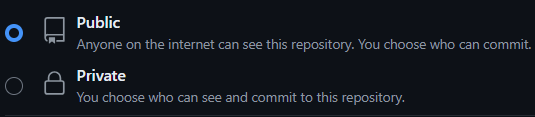 Public
Anyone on the internet can see this repository. You choose who can commit.
Private
You choose who can see and commit to this repository.